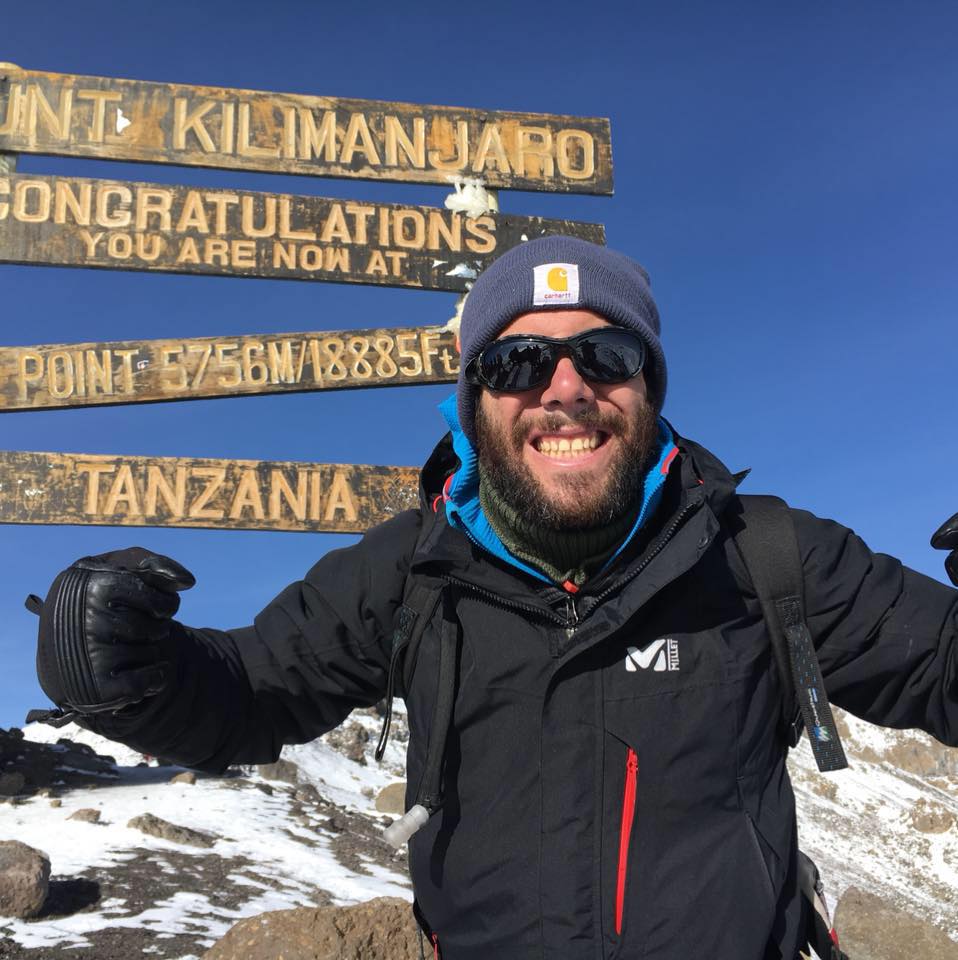 UNT KILIMANJARO
CONGRATULATIONS
YOU ARE NOW AT
POINT 5756M/18885Ft
TANZANIA
carhartt
MILLET